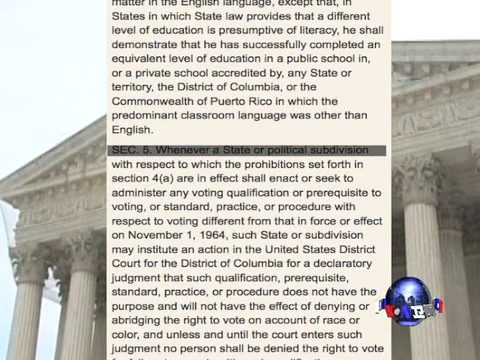 matter in the English language, except that, in
States in which State law provides that a different
level of education is presumptive of literacy, he shall
demonstrate that he has successfully completed an
equivalent level of education in a public school in,
or a private school accredited by, any State or
territory, the District of Columbia, or the
Commonwealth of Puerto Rico in which the
predominant classroom language was other than
English.
SEC. 5. Whenever a State or political subdivision
with respect to which the prohibitions set forth in
section 4(a) are in effect shall enact or seek to
administer any voting qualification or prerequisite to
voting, or standard, practice, or procedure with
respect to voting different from that in force or effect
on November 1, 1964, such State or subdivision
may institute an action in the United States District
Court for the District of Columbia for a declaratory
judgment that such qualification, prerequisite,
standard, practice, or procedure does not have the
purpose and will not have the effect of denying or
abridging the right to vote on account of race or
color, and unless and until the court enters such
judgment no person shall be denied the right to vote